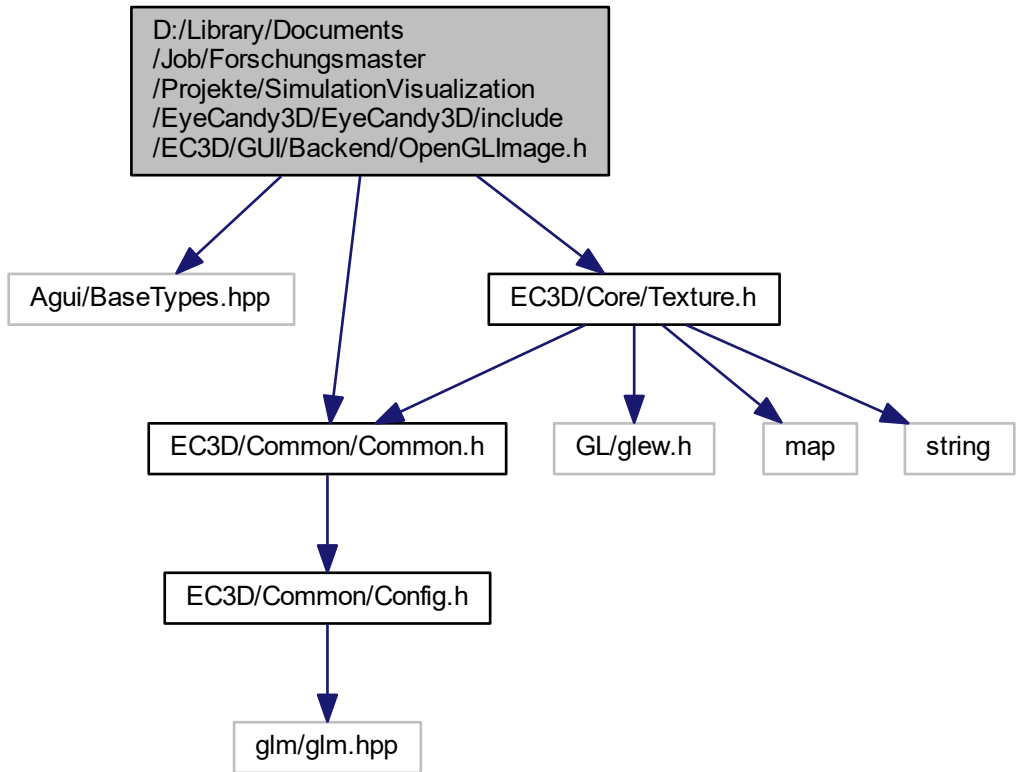 D:/Library/Documents
/Job/Forschungsmaster
/Projekte/SimulationVisualization
/EyeCandy3D/EyeCandy3D/include
/EC3D/GUI/Backend/OpenGLImage.h
Agui/BaseTypes.hpp
EC3D/Core/Texture.h
EC3D/Common/Common.h
GL/glew.h
map
string
EC3D/Common/Config.h
glm/glm.hpp